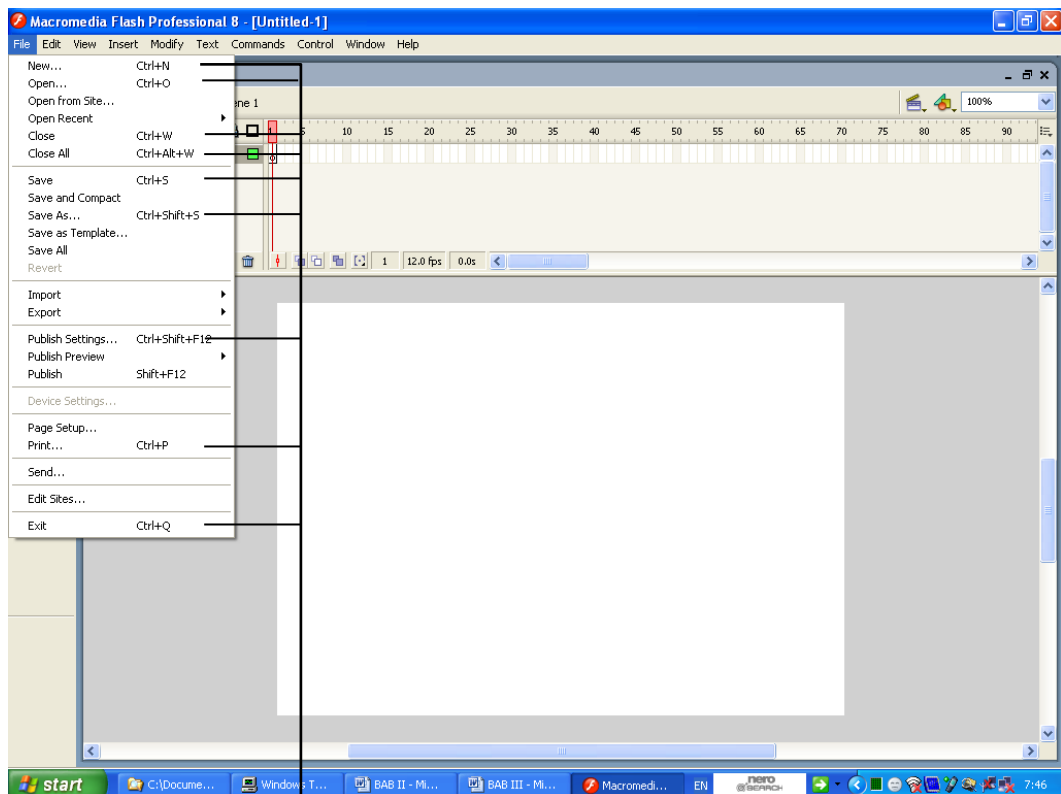 Macromedia Flash Professional 8 - [Untitled-1]
File Edit View Insert Modify Text Commands Control Window Help
New... Ctrl+N
Open... Ctrl+O
Open from Site...
Open Recent
Close Ctrl+W
Close All Ctrl+Alt+W
Save Ctrl+S
Save and Compact
Save As... Ctrl+Shift+S
Save as Template...
Save All
Revert
Import
Export
Publish Settings... Ctrl+Shift+F12
Publish Preview
Publish Shift+F12
Device Settings...
Page Setup...
Print... Ctrl+P
Send...
Edit Sites...
Exit Ctrl+Q
ene 1
100%
1 5 10 15 20 25 30 35 40 45 50 55 60 65 70 75 80 85 90
1 12.0 fps 0.0s
start C:\Docume... Windows T... BAB II - Mi... BAB III - Mi... Macromedi... EN nero SEARCH 7:46